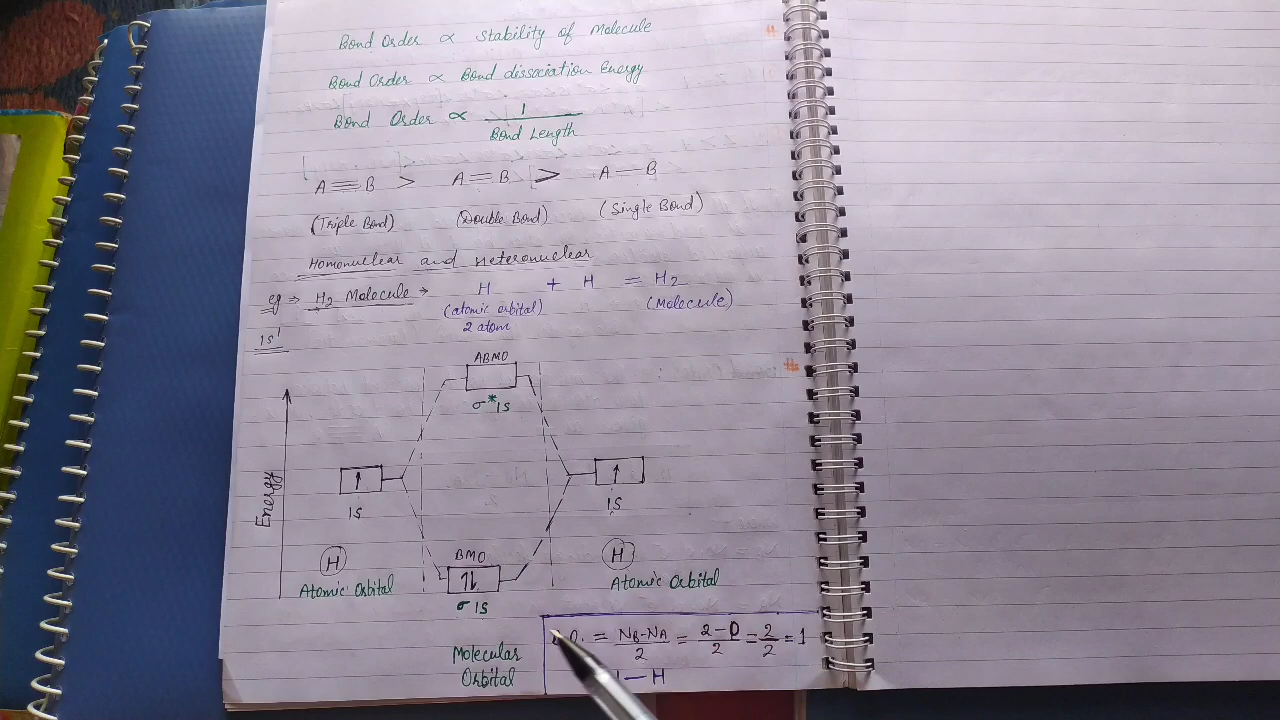 Bond Order ∝ Stability of Molecule
Bond Order ∝ Bond dissociation Energy
Bond Order ∝ 1 / Bond Length
A≡B > A=B > A—B
(Triple Bond) (Double Bond) (Single Bond)
Homonuclear and Heteronuclear
eg ⇒ H2 Molecule → H + H = H2
(atomic orbital) (Molecule)
2 atom
1s¹
ABMO
σ*1s
Energy
↑ ↑
1s 1s
H H
BMO
Atomic Orbital Atomic Orbital
↑↓
σ1s
= NB-NA / 2 = 2-0 / 2 = 2/2 = 1
Molecular
Orbital
—H